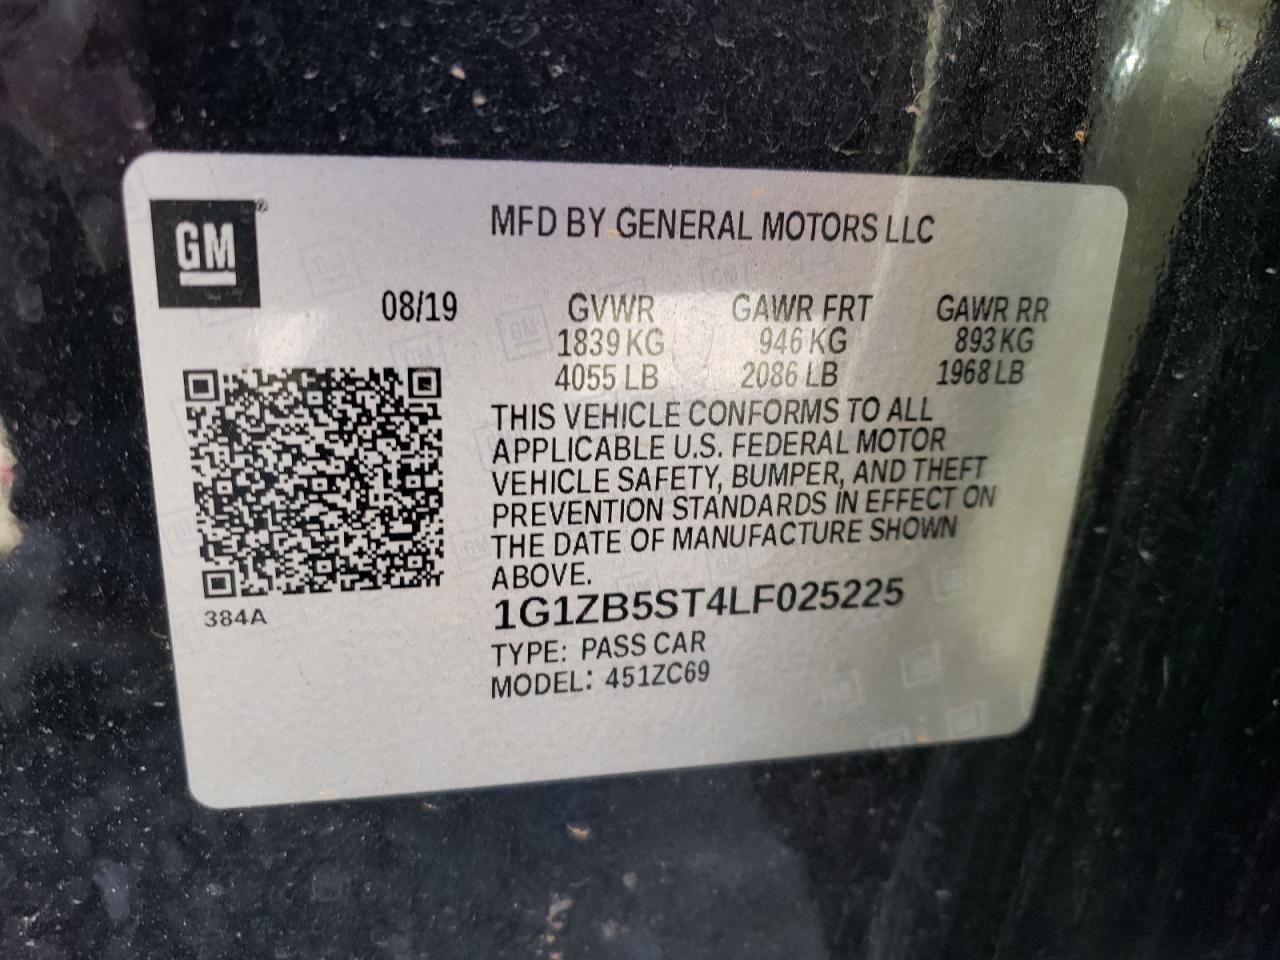 GM®
MFD BY GENERAL MOTORS LLC
08/19 GVWR GAWR FRT GAWR RR
1839 KG 946 KG 893 KG
4055 LB 2086 LB 1968 LB
THIS VEHICLE CONFORMS TO ALL
APPLICABLE U.S. FEDERAL MOTOR
VEHICLE SAFETY, BUMPER, AND THEFT
PREVENTION STANDARDS IN EFFECT ON
THE DATE OF MANUFACTURE SHOWN
ABOVE.
1G1ZB5ST4LF025225
384A
TYPE: PASS CAR
MODEL: 451ZC69